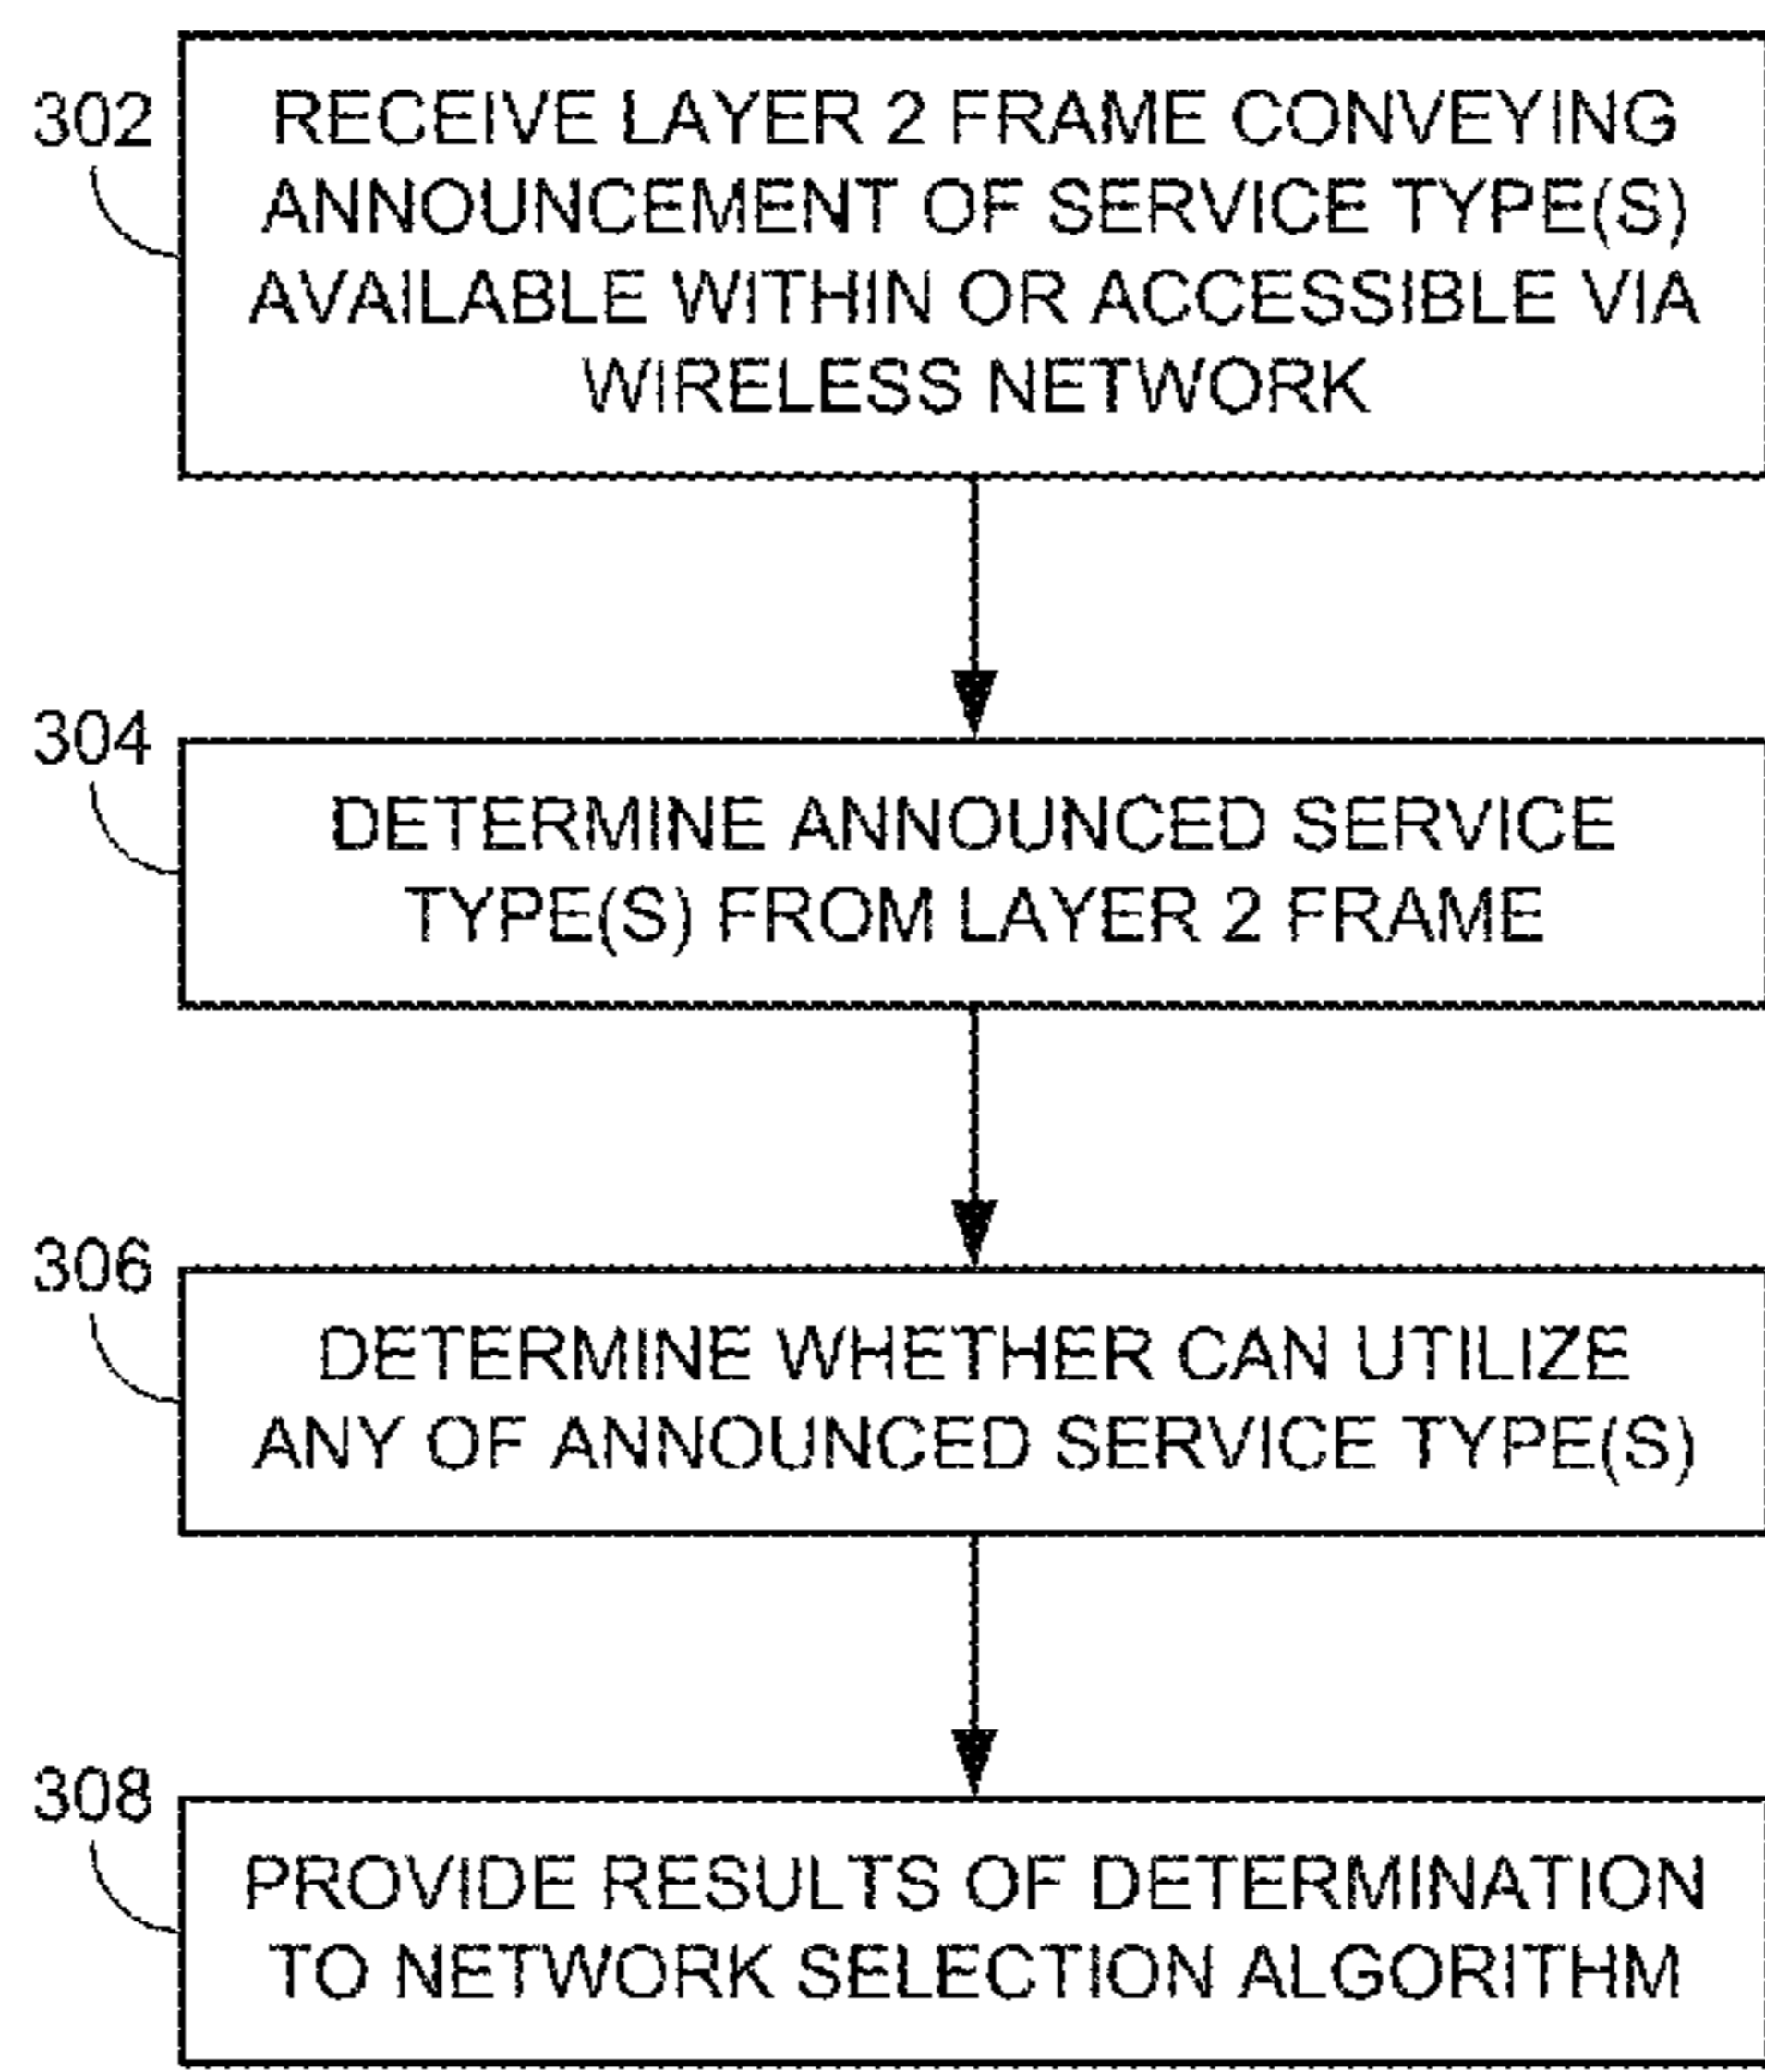 302
RECEIVE LAYER 2 FRAME CONVEYING
ANNOUNCEMENT OF SERVICE TYPE(S)
AVAILABLE WITHIN OR ACCESSIBLE VIA
WIRELESS NETWORK
304
DETERMINE ANNOUNCED SERVICE
TYPE(S) FROM LAYER 2 FRAME
306
DETERMINE WHETHER CAN UTILIZE
ANY OF ANNOUNCED SERVICE TYPE(S)
308
PROVIDE RESULTS OF DETERMINATION
TO NETWORK SELECTION ALGORITHM